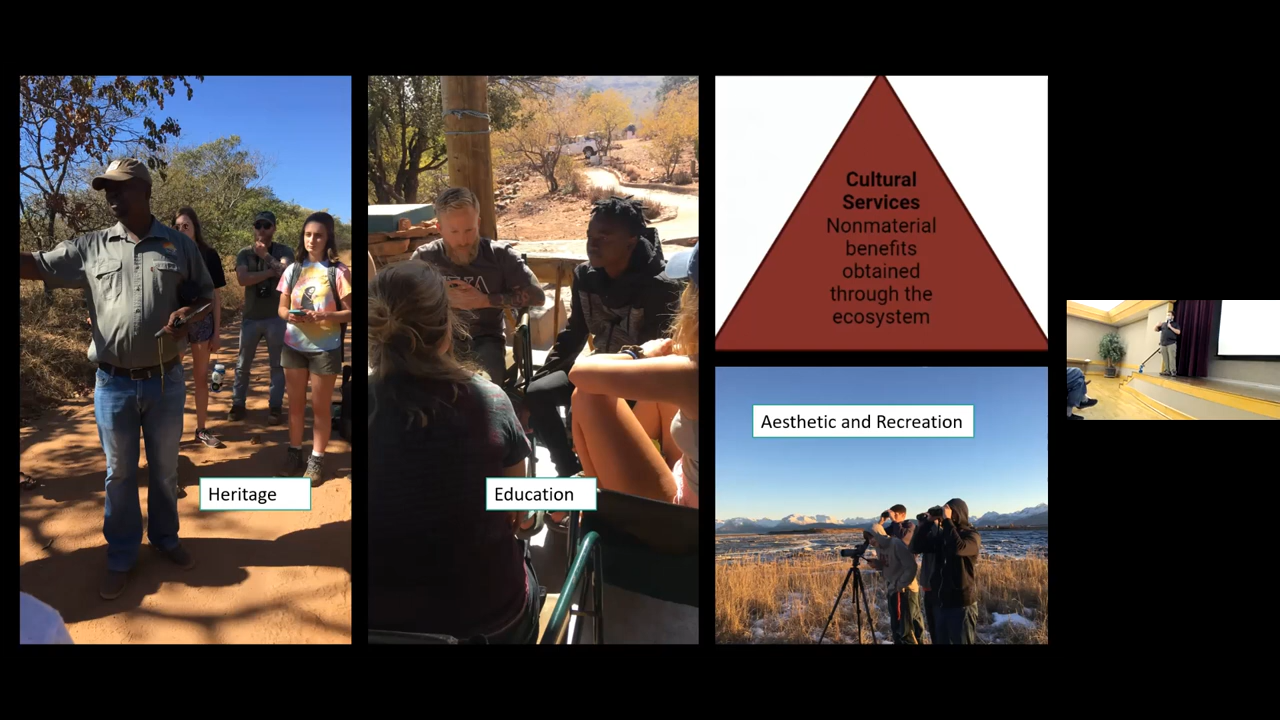 Heritage
Education
Cultural
Services
Nonmaterial
benefits
obtained
through the
ecosystem
Aesthetic and Recreation